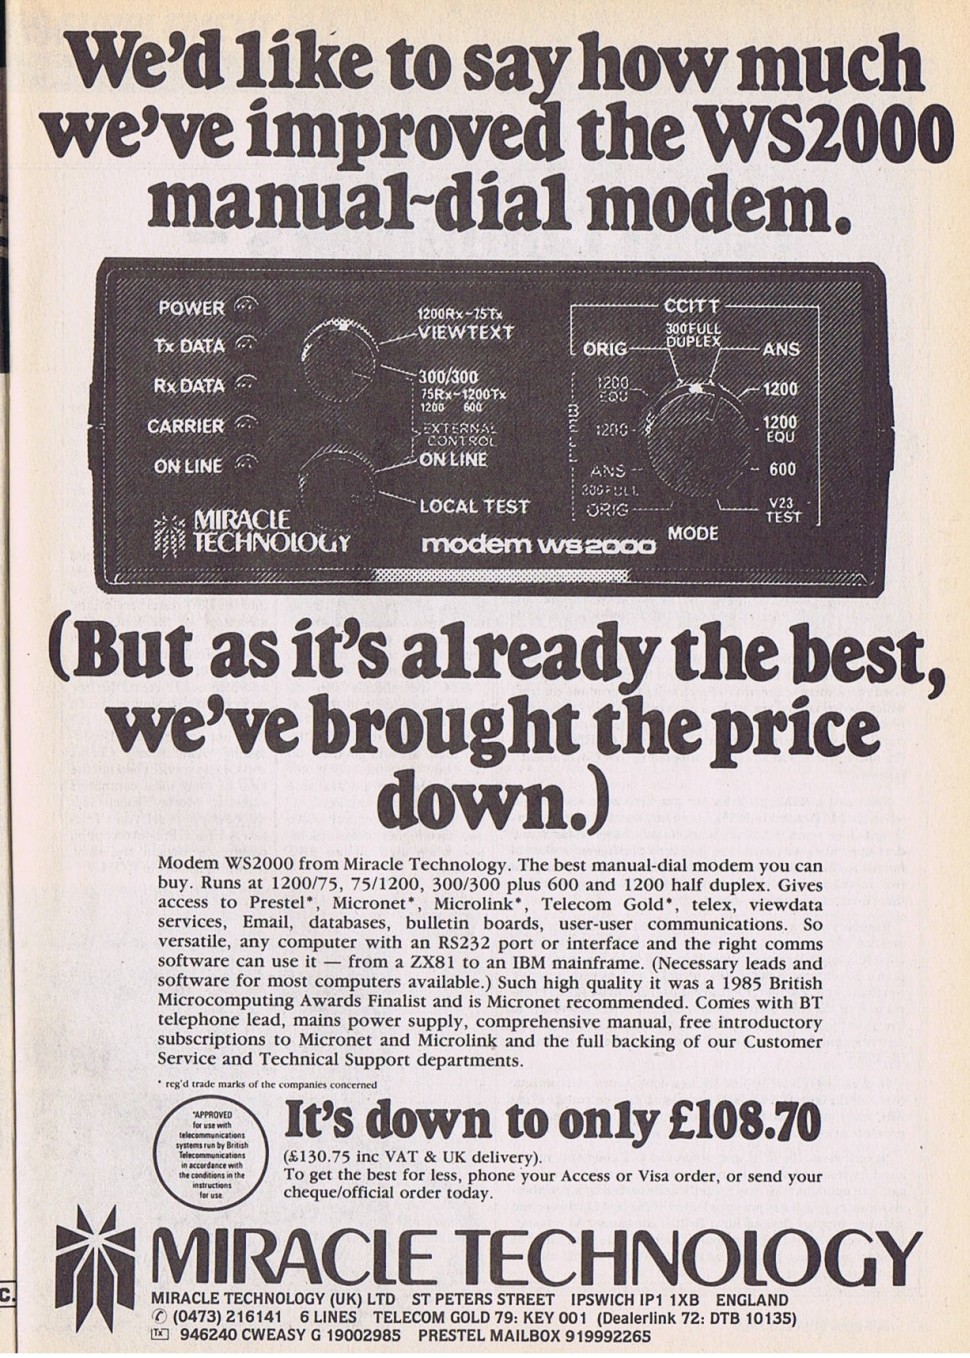 We'd like to say how much
we've improved the WS2000
manual-dial modem.
POWER
Tx DATA
Rx DATA
CARRIER
ON LINE
1200Rx-75Tx
VIEWTEXT
300/300
75Rx-1200Tx
1200 600
EXTERNAL
CONTROL
ON LINE
LOCAL TEST
CCITT
300 FULL
DUPLEX
ORIG
ANS
1200
EQU
1200
BELL
ANS
300 FULL
ORIG
1200
1200
EQU
600
V23
TEST
MODE
MIRACLE
TECHNOLOGY
modem ws2000
(But as it's already the best,
we've brought the price
down.)
Modem WS2000 from Miracle Technology. The best manual-dial modem you can
buy. Runs at 1200/75, 75/1200, 300/300 plus 600 and 1200 half duplex. Gives
access to Prestel*, Micronet*, Microlink*, Telecom Gold*, telex, viewdata
services, Email, databases, bulletin boards, user-user communications. So
versatile, any computer with an RS232 port or interface and the right comms
software can use it — from a ZX81 to an IBM mainframe. (Necessary leads and
software for most computers available.) Such high quality it was a 1985 British
Microcomputing Awards Finalist and is Micronet recommended. Comes with BT
telephone lead, mains power supply, comprehensive manual, free introductory
subscriptions to Micronet and Microlink and the full backing of our Customer
Service and Technical Support departments.
* reg'd trade marks of the companies concerned
"APPROVED
for use with
telecommunications
systems run by British
Telecommunications
in accordance with
the conditions in the
instructions
for use.
It's down to only £108.70
(£130.75 inc VAT & UK delivery).
To get the best for less, phone your Access or Visa order, or send your
cheque/official order today.
MIRACLE TECHNOLOGY
MIRACLE TECHNOLOGY (UK) LTD ST PETERS STREET IPSWICH IP1 1XB ENGLAND
✆ (0473) 216141 6 LINES TELECOM GOLD 79: KEY 001 (Dealerlink 72: DTB 10135)
Tx 946240 CWEASY G 19002985 PRESTEL MAILBOX 919992265
C.